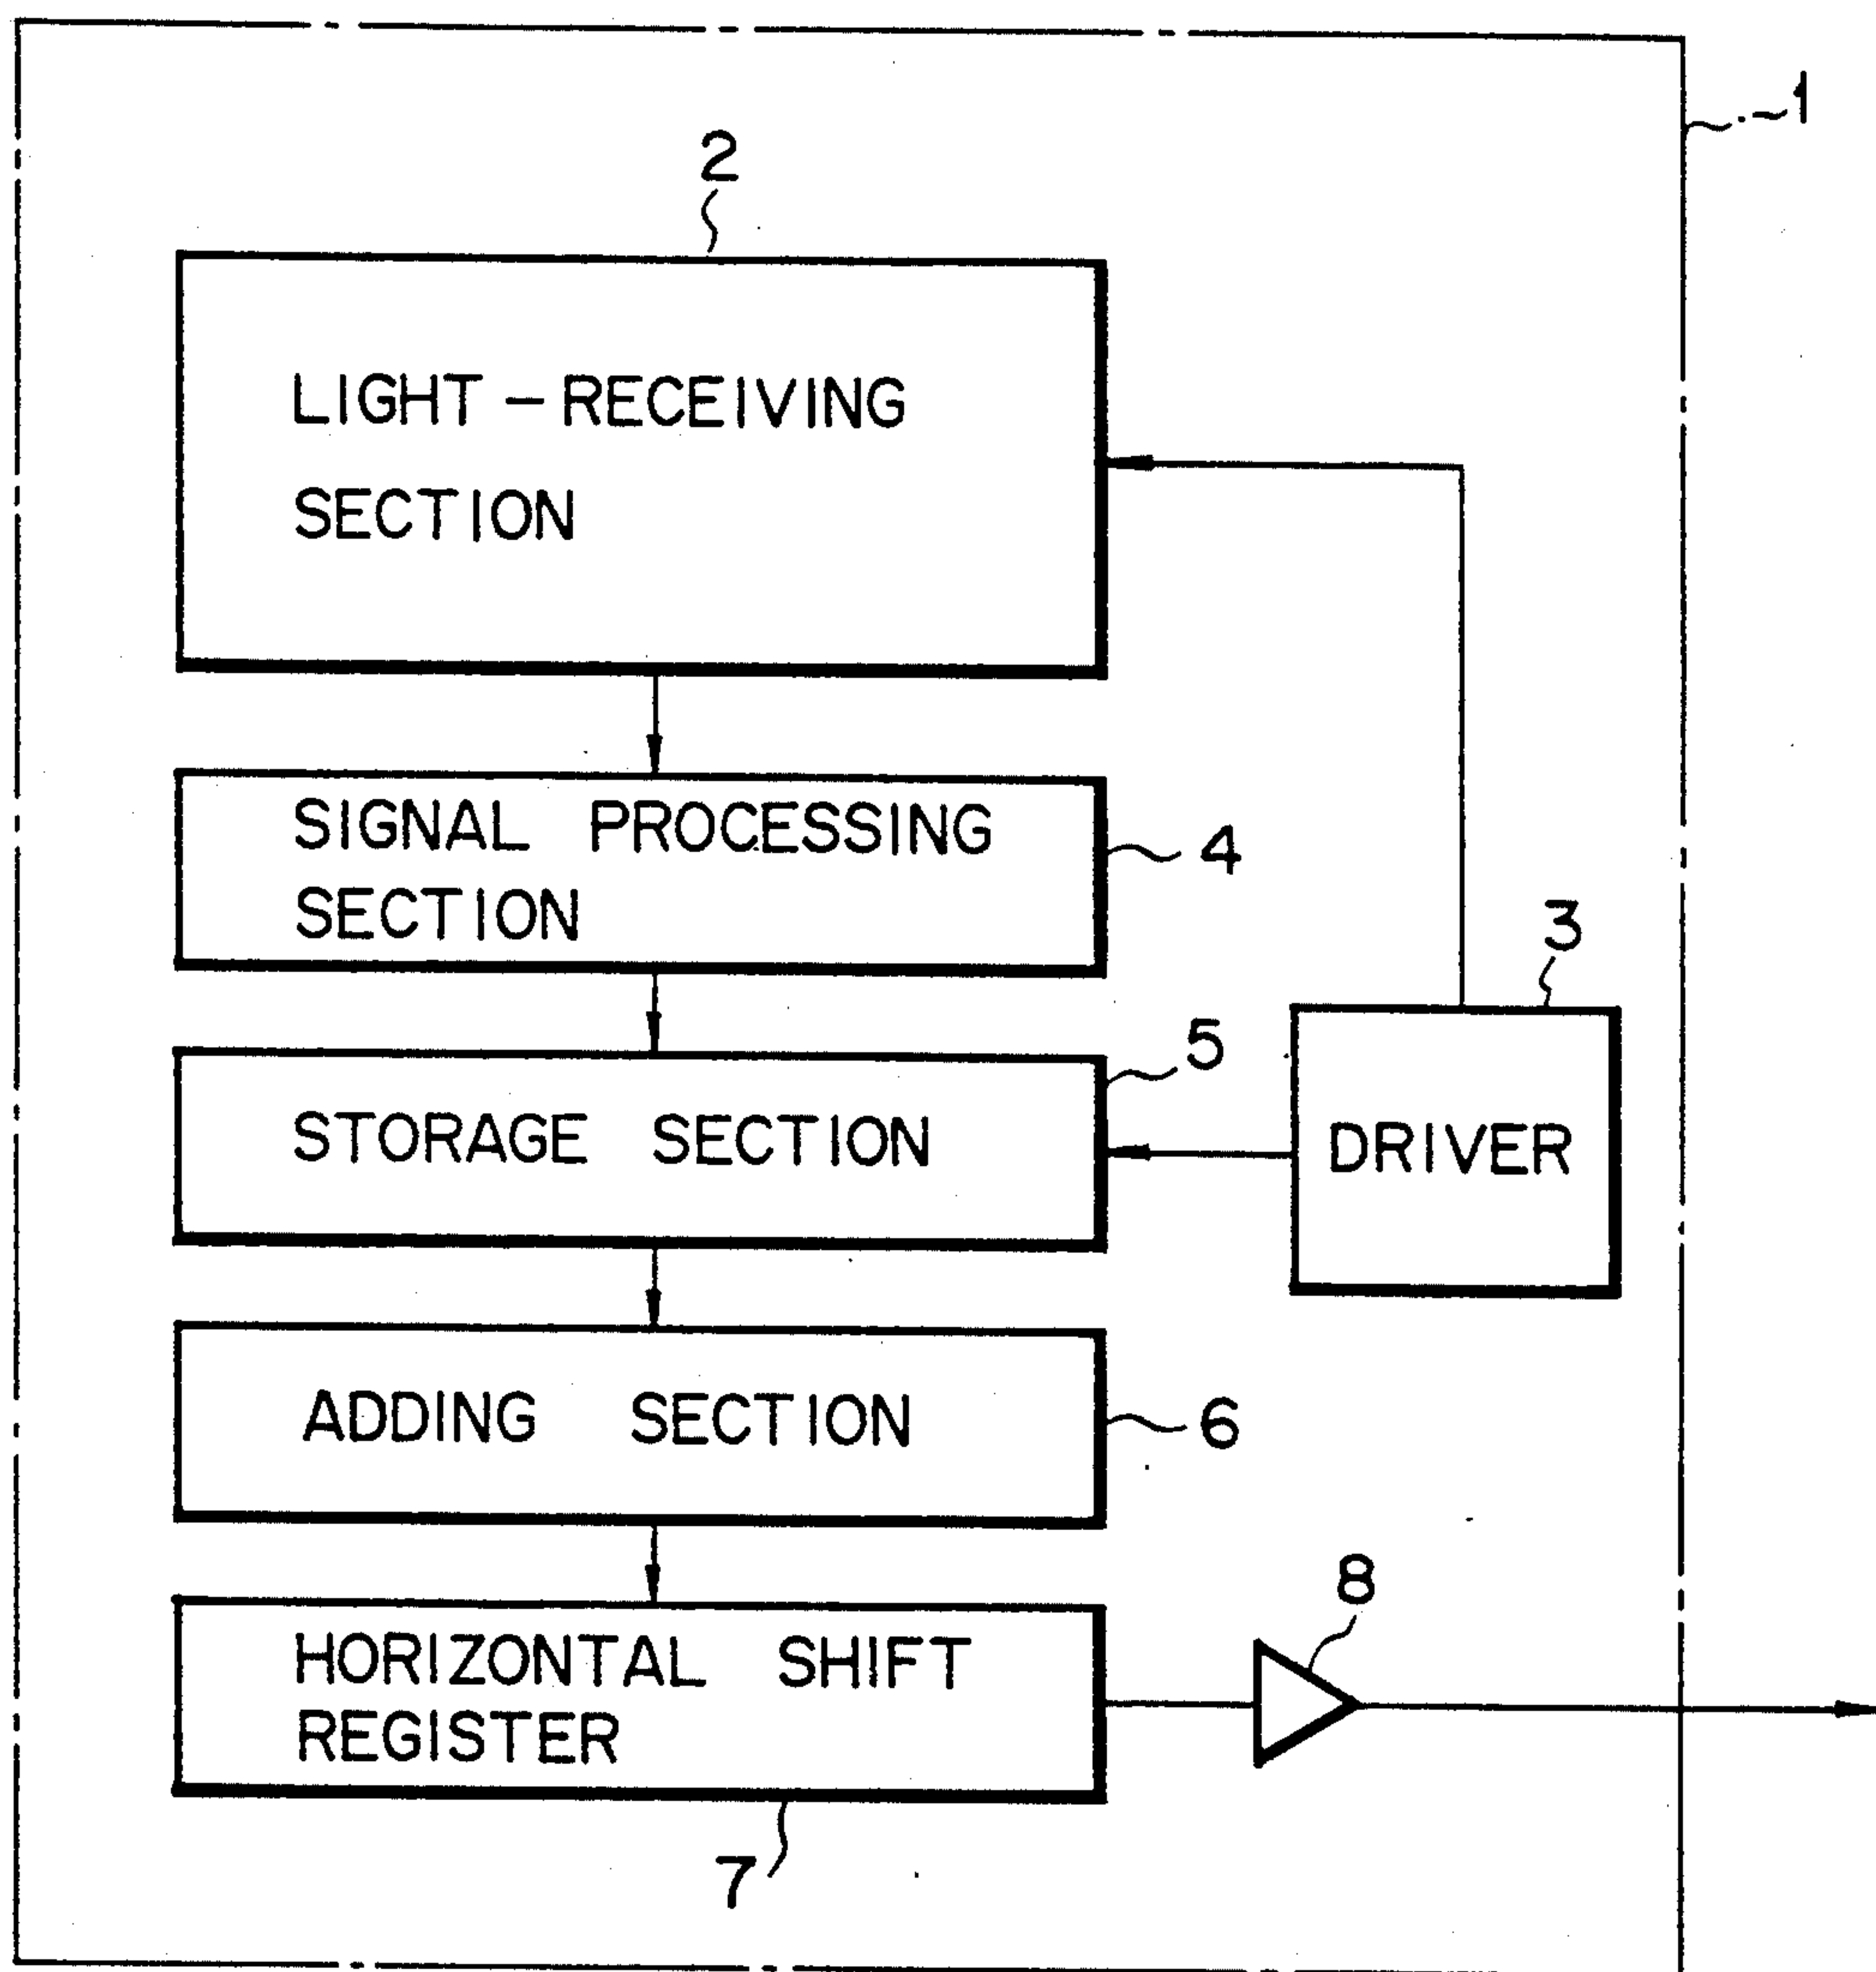 1
2
LIGHT-RECEIVING
SECTION
SIGNAL PROCESSING
SECTION
4
3
5
STORAGE SECTION
DRIVER
ADDING SECTION
6
8
HORIZONTAL SHIFT
REGISTER
7